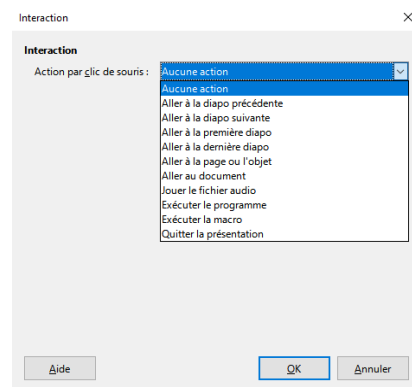 Interaction
Interaction
Action par clic de souris : Aucune action
Aucune action
Aller à la diapo précédente
Aller à la diapo suivante
Aller à la première diapo
Aller à la dernière diapo
Aller à la page ou l'objet
Aller au document
Jouer le fichier audio
Exécuter le programme
Exécuter la macro
Quitter la présentation
Aide OK Annuler